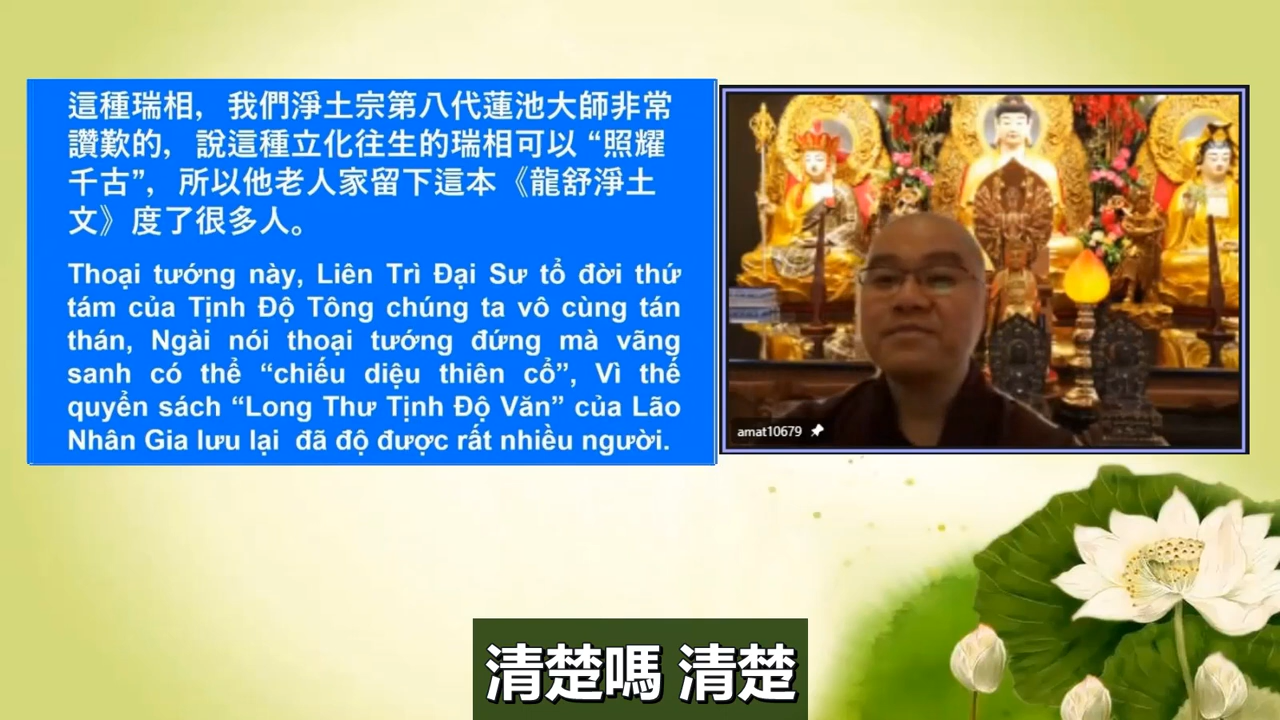 這種瑞相，我們淨土宗第八代蓮池大師非常
讚歎的，說這種立化往生的瑞相可以 “照耀
千古”，所以他老人家留下這本《龍舒淨土
文》度了很多人。
Thoại tướng này, Liên Trì Đại Sư tổ đời thứ
tám của Tịnh Độ Tông chúng ta vô cùng tán
thán, Ngài nói thoại tướng đứng mà vãng
sanh có thể “chiếu diệu thiên cổ”, Vì thế
quyển sách “Long Thư Tịnh Độ Văn” của Lão
Nhân Gia lưu lại đã độ được rất nhiều người.
amat10679
清楚嗎 清楚